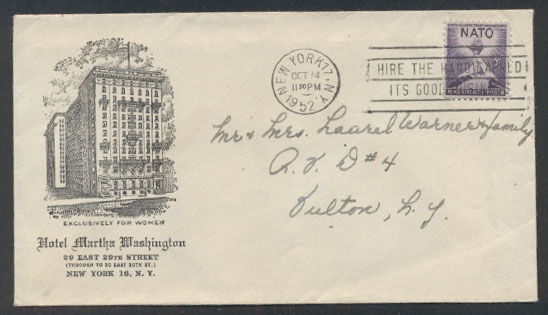 NEW YORK 17, N.Y.
OCT 14
11 30 PM
1952
NATO
HIRE THE HANDICAPPED
ITS GOOD
Mr & Mrs. Laurel Warner & family
R. F. D #4
Fulton, N.Y.
EXCLUSIVELY FOR WOMEN
Hotel Martha Washington
29 EAST 29TH STREET
(THROUGH TO 30 EAST 30TH ST.)
NEW YORK 16, N. Y.